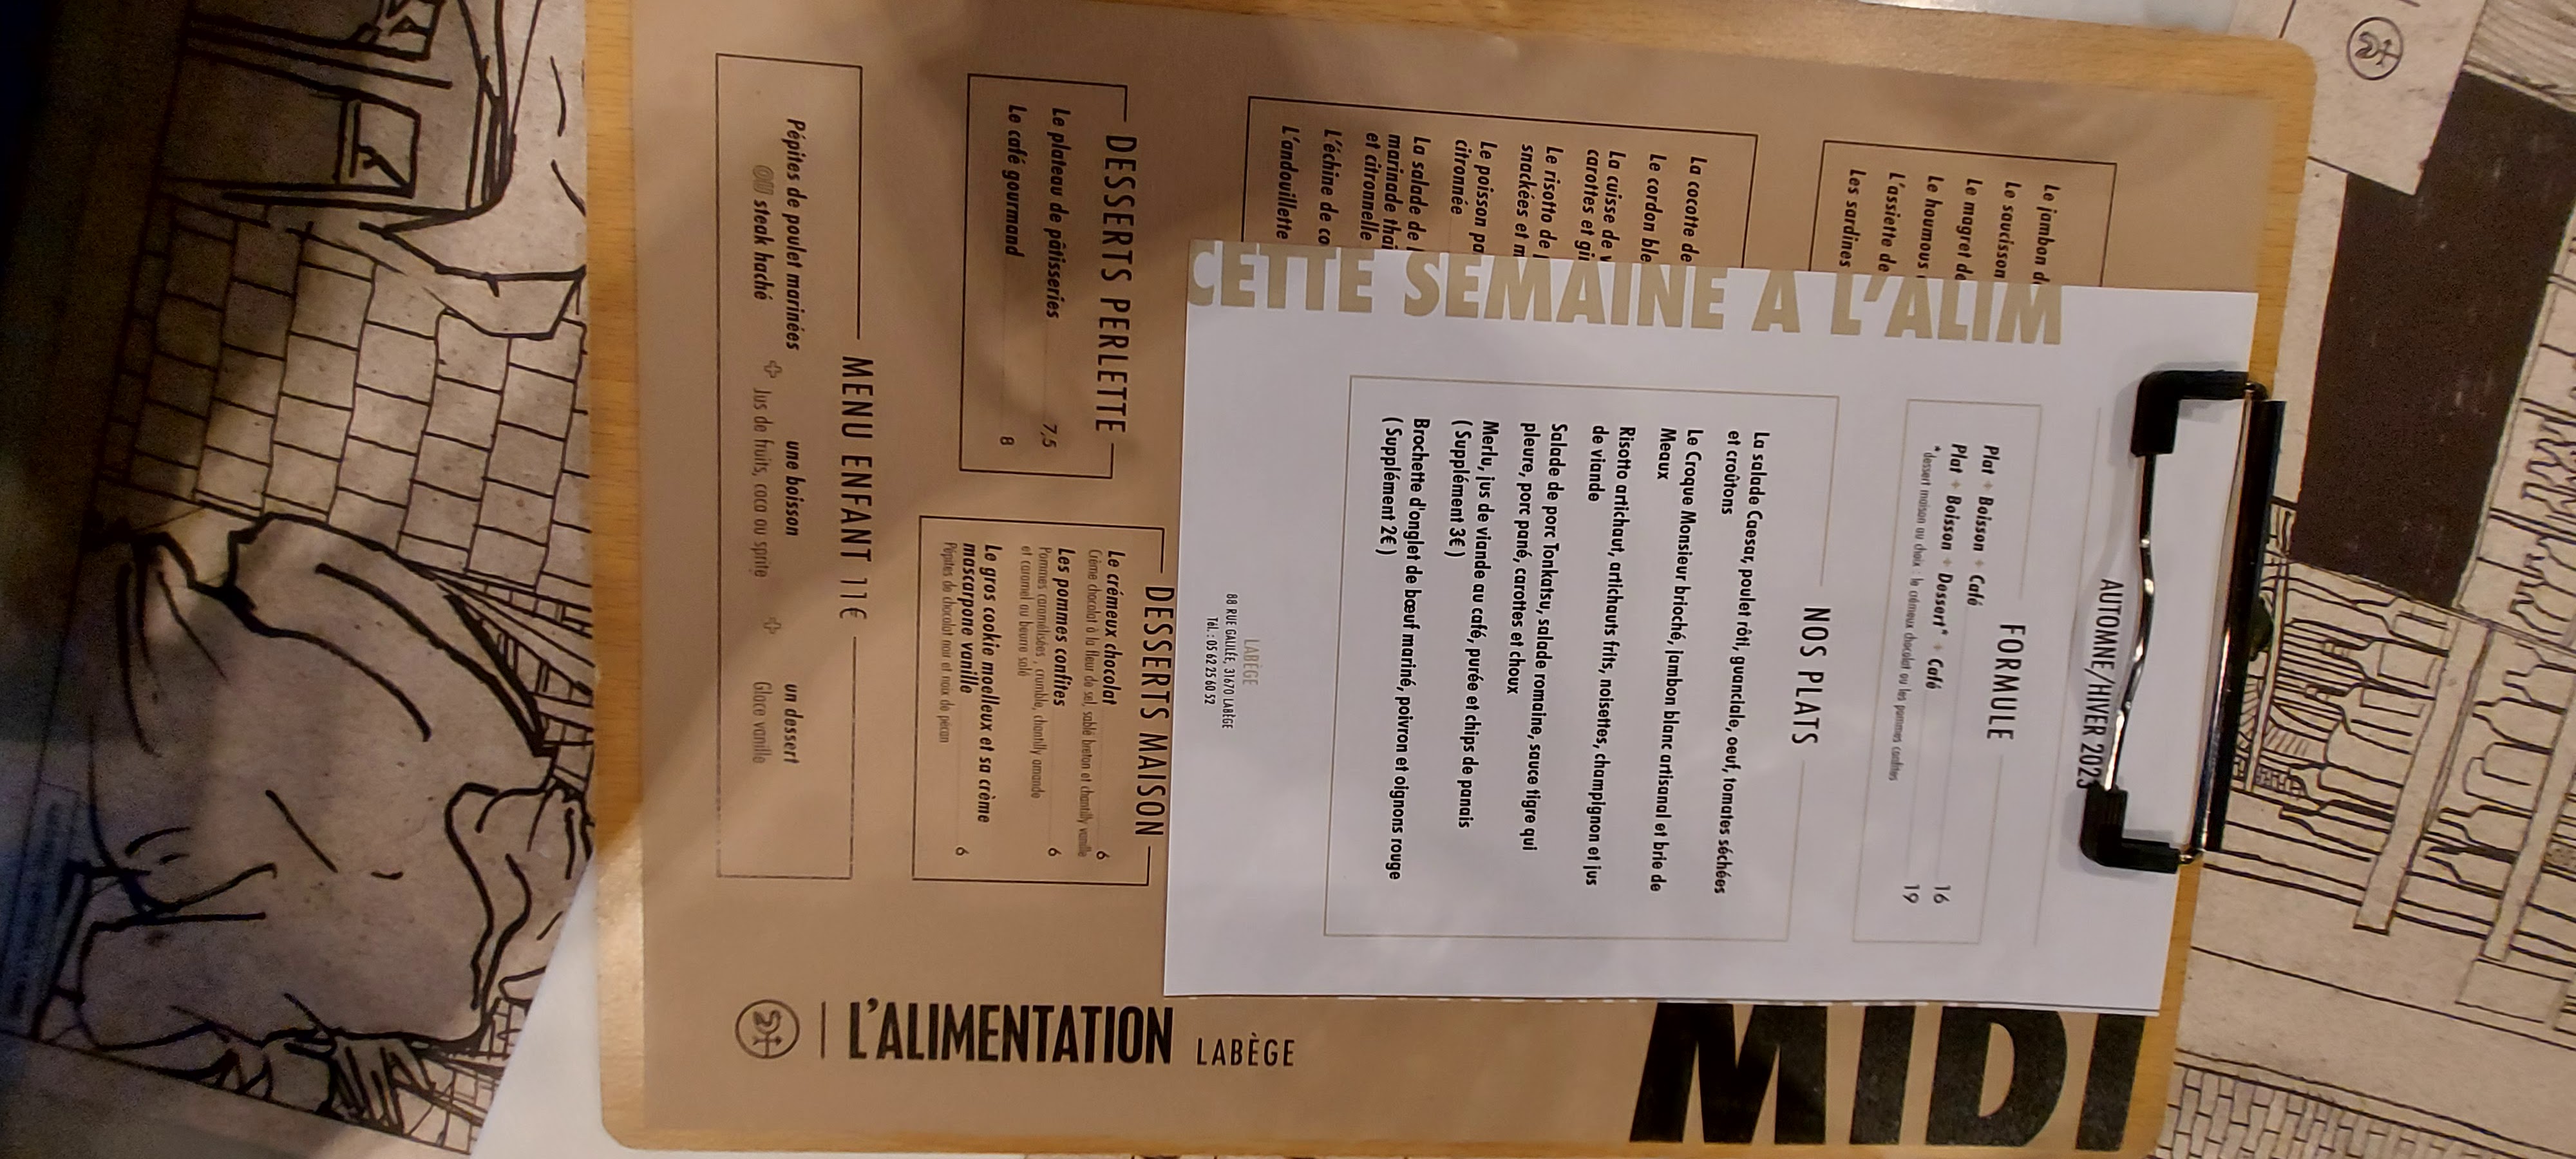 AUTOMNE/HIVER 2023
FORMULE
Plat + Boisson + Café 16
Plat + Boisson + Dessert* + Café 19
*dessert maison au choix : le crémeux chocolat ou les pommes confites
NOS PLATS
La salade Caesar, poulet rôti, guanciale, oeuf, tomates séchées
et croûtons
Le Croque Monsieur brioché, jambon blanc artisanal et brie de
Meaux
Risotto artichaut, artichauts frits, noisettes, champignon et jus
de viande
Salade de porc Tonkatsu, salade romaine, sauce tigre qui
pleure, porc pané, carottes et choux
Merlu, jus de viande au café, purée et chips de panais
( Supplément 3€ )
Brochette d'onglet de bœuf mariné, poivron et oignons rouge
( Supplément 2€ )
LABÈGE
88 RUE GALILÉE, 31670 LABÈGE
Tél. : 05 62 25 60 52
CETTE SEMAINE A L'ALIM
MIDI
Le jambon d
Le saucisson
Le magret de
Le houmous
L'assiette de
Les sardines
La cocotte de
Le cordon ble
La cuisse de
carottes et gi
Le risotto de
snackées et m
Le poisson pa
citronnée
La salade de
marinade thaï
et citronnelle
L'échine de co
L'andouillette
DESSERTS PERLETTE
Le plateau de pâtisseries 7,5
Le café gourmand 8
DESSERTS MAISON
Le crémeux chocolat 6
Crème chocolat à la fleur de sel, sablé breton et chantilly vanille
Les pommes confites 6
Pommes caramélisées, crumble, chantilly amande
et caramel au beurre salé
Le gros cookie moelleux et sa crème
mascarpone vanille 6
Pépites de chocolat noir et noix de pécan
MENU ENFANT 11€
Pépites de poulet marinées + une boisson + un dessert
OU steak haché Jus de fruits, coca ou sprite Glace vanille
L'ALIMENTATION LABÈGE